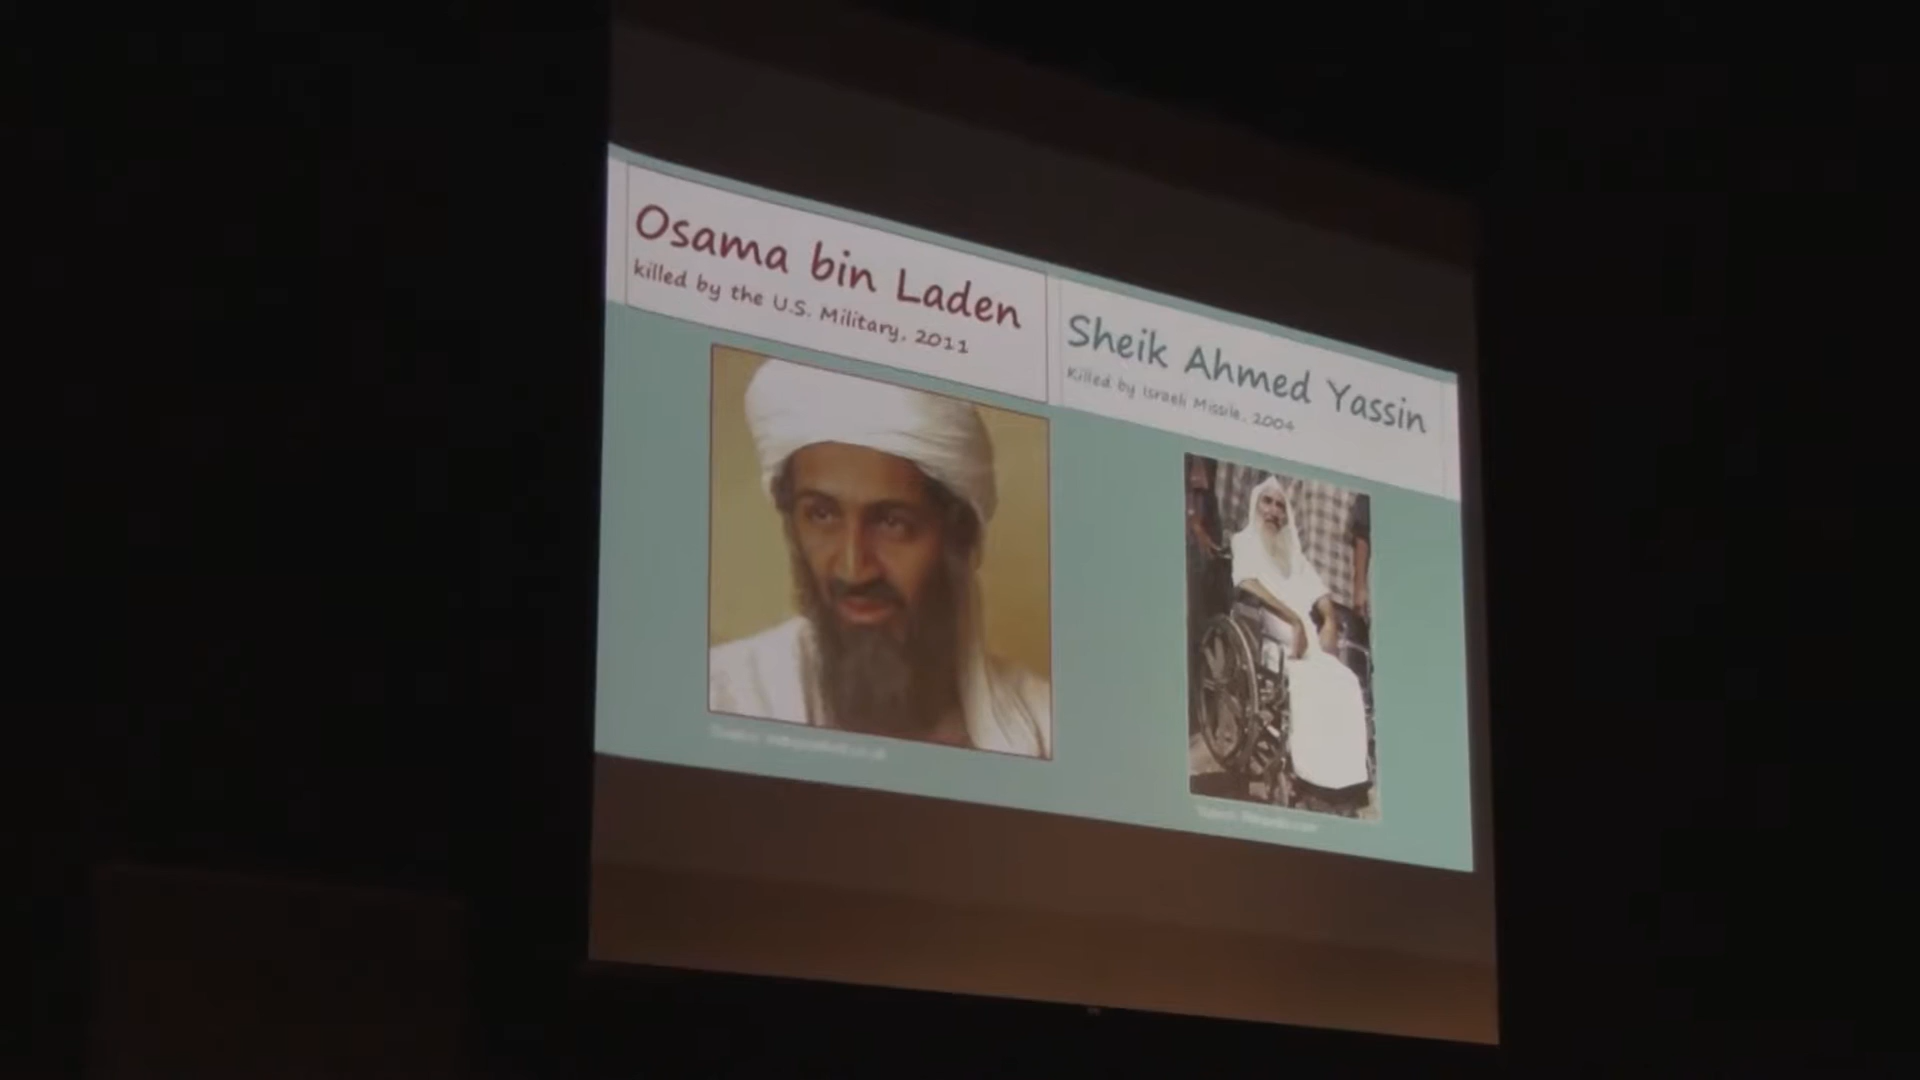 Osama bin Laden
killed by the U.S. Military, 2011
Sheik Ahmed Yassin
Killed by Israeli Missile, 2004